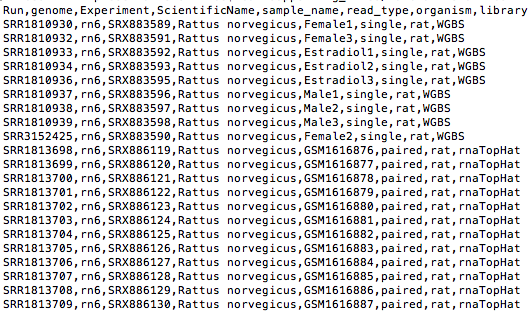 Run,genome,Experiment,ScientificName,sample_name,read_type,organism,library
SRR1810930,rn6,SRX883589,Rattus norvegicus,Female1,single,rat,WGBS
SRR1810932,rn6,SRX883591,Rattus norvegicus,Female3,single,rat,WGBS
SRR1810933,rn6,SRX883592,Rattus norvegicus,Estradiol1,single,rat,WGBS
SRR1810934,rn6,SRX883593,Rattus norvegicus,Estradiol2,single,rat,WGBS
SRR1810936,rn6,SRX883595,Rattus norvegicus,Estradiol3,single,rat,WGBS
SRR1810937,rn6,SRX883596,Rattus norvegicus,Male1,single,rat,WGBS
SRR1810938,rn6,SRX883597,Rattus norvegicus,Male2,single,rat,WGBS
SRR1810939,rn6,SRX883598,Rattus norvegicus,Male3,single,rat,WGBS
SRR3152425,rn6,SRX883590,Rattus norvegicus,Female2,single,rat,WGBS
SRR1813698,rn6,SRX886119,Rattus norvegicus,GSM1616876,paired,rat,rnaTopHat
SRR1813699,rn6,SRX886120,Rattus norvegicus,GSM1616877,paired,rat,rnaTopHat
SRR1813700,rn6,SRX886121,Rattus norvegicus,GSM1616878,paired,rat,rnaTopHat
SRR1813701,rn6,SRX886122,Rattus norvegicus,GSM1616879,paired,rat,rnaTopHat
SRR1813702,rn6,SRX886123,Rattus norvegicus,GSM1616880,paired,rat,rnaTopHat
SRR1813703,rn6,SRX886124,Rattus norvegicus,GSM1616881,paired,rat,rnaTopHat
SRR1813704,rn6,SRX886125,Rattus norvegicus,GSM1616882,paired,rat,rnaTopHat
SRR1813705,rn6,SRX886126,Rattus norvegicus,GSM1616883,paired,rat,rnaTopHat
SRR1813706,rn6,SRX886127,Rattus norvegicus,GSM1616884,paired,rat,rnaTopHat
SRR1813707,rn6,SRX886128,Rattus norvegicus,GSM1616885,paired,rat,rnaTopHat
SRR1813708,rn6,SRX886129,Rattus norvegicus,GSM1616886,paired,rat,rnaTopHat
SRR1813709,rn6,SRX886130,Rattus norvegicus,GSM1616887,paired,rat,rnaTopHat